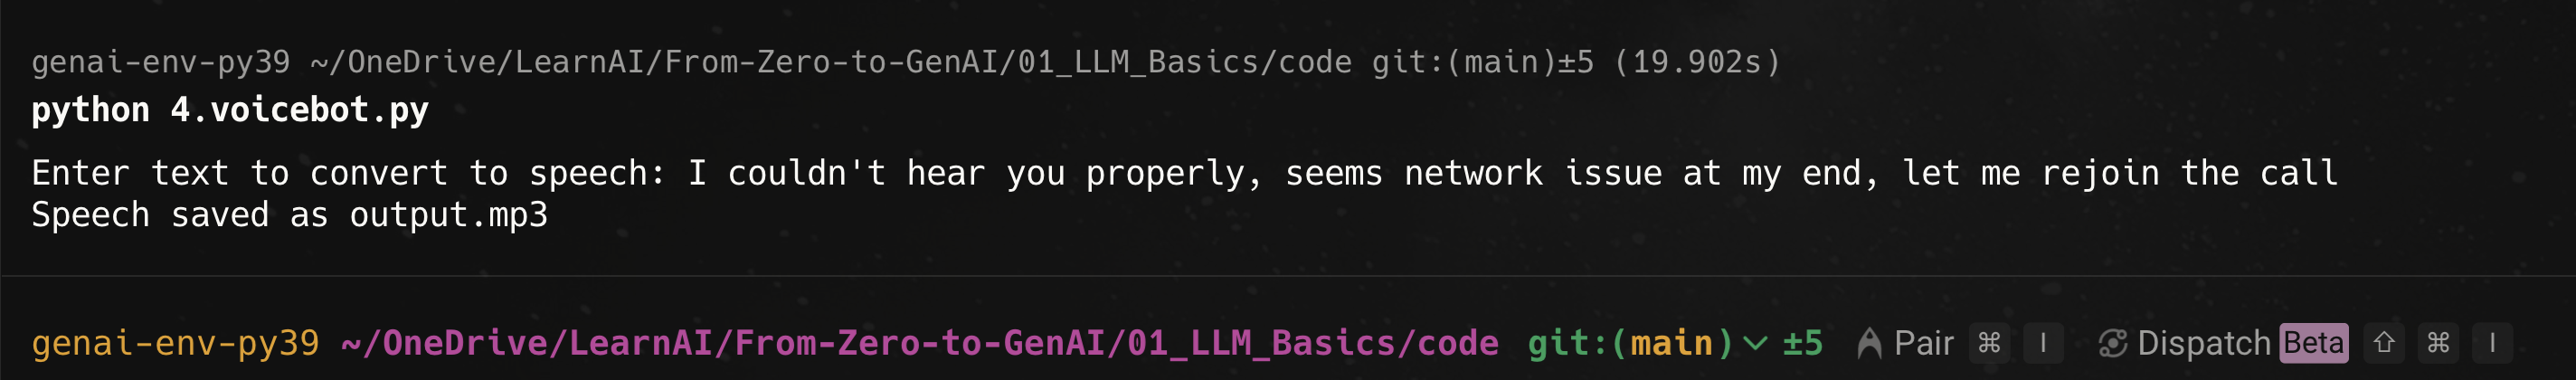 genai-env-py39 ~/OneDrive/LearnAI/From-Zero-to-GenAI/01_LLM_Basics/code git:(main)±5 (19.902s)
python 4.voicebot.py
Enter text to convert to speech: I couldn't hear you properly, seems network issue at my end, let me rejoin the call
Speech saved as output.mp3
genai-env-py39 ~/OneDrive/LearnAI/From-Zero-to-GenAI/01_LLM_Basics/code git:(main) ±5 Pair ⌘ I Dispatch Beta ⇧ ⌘ I